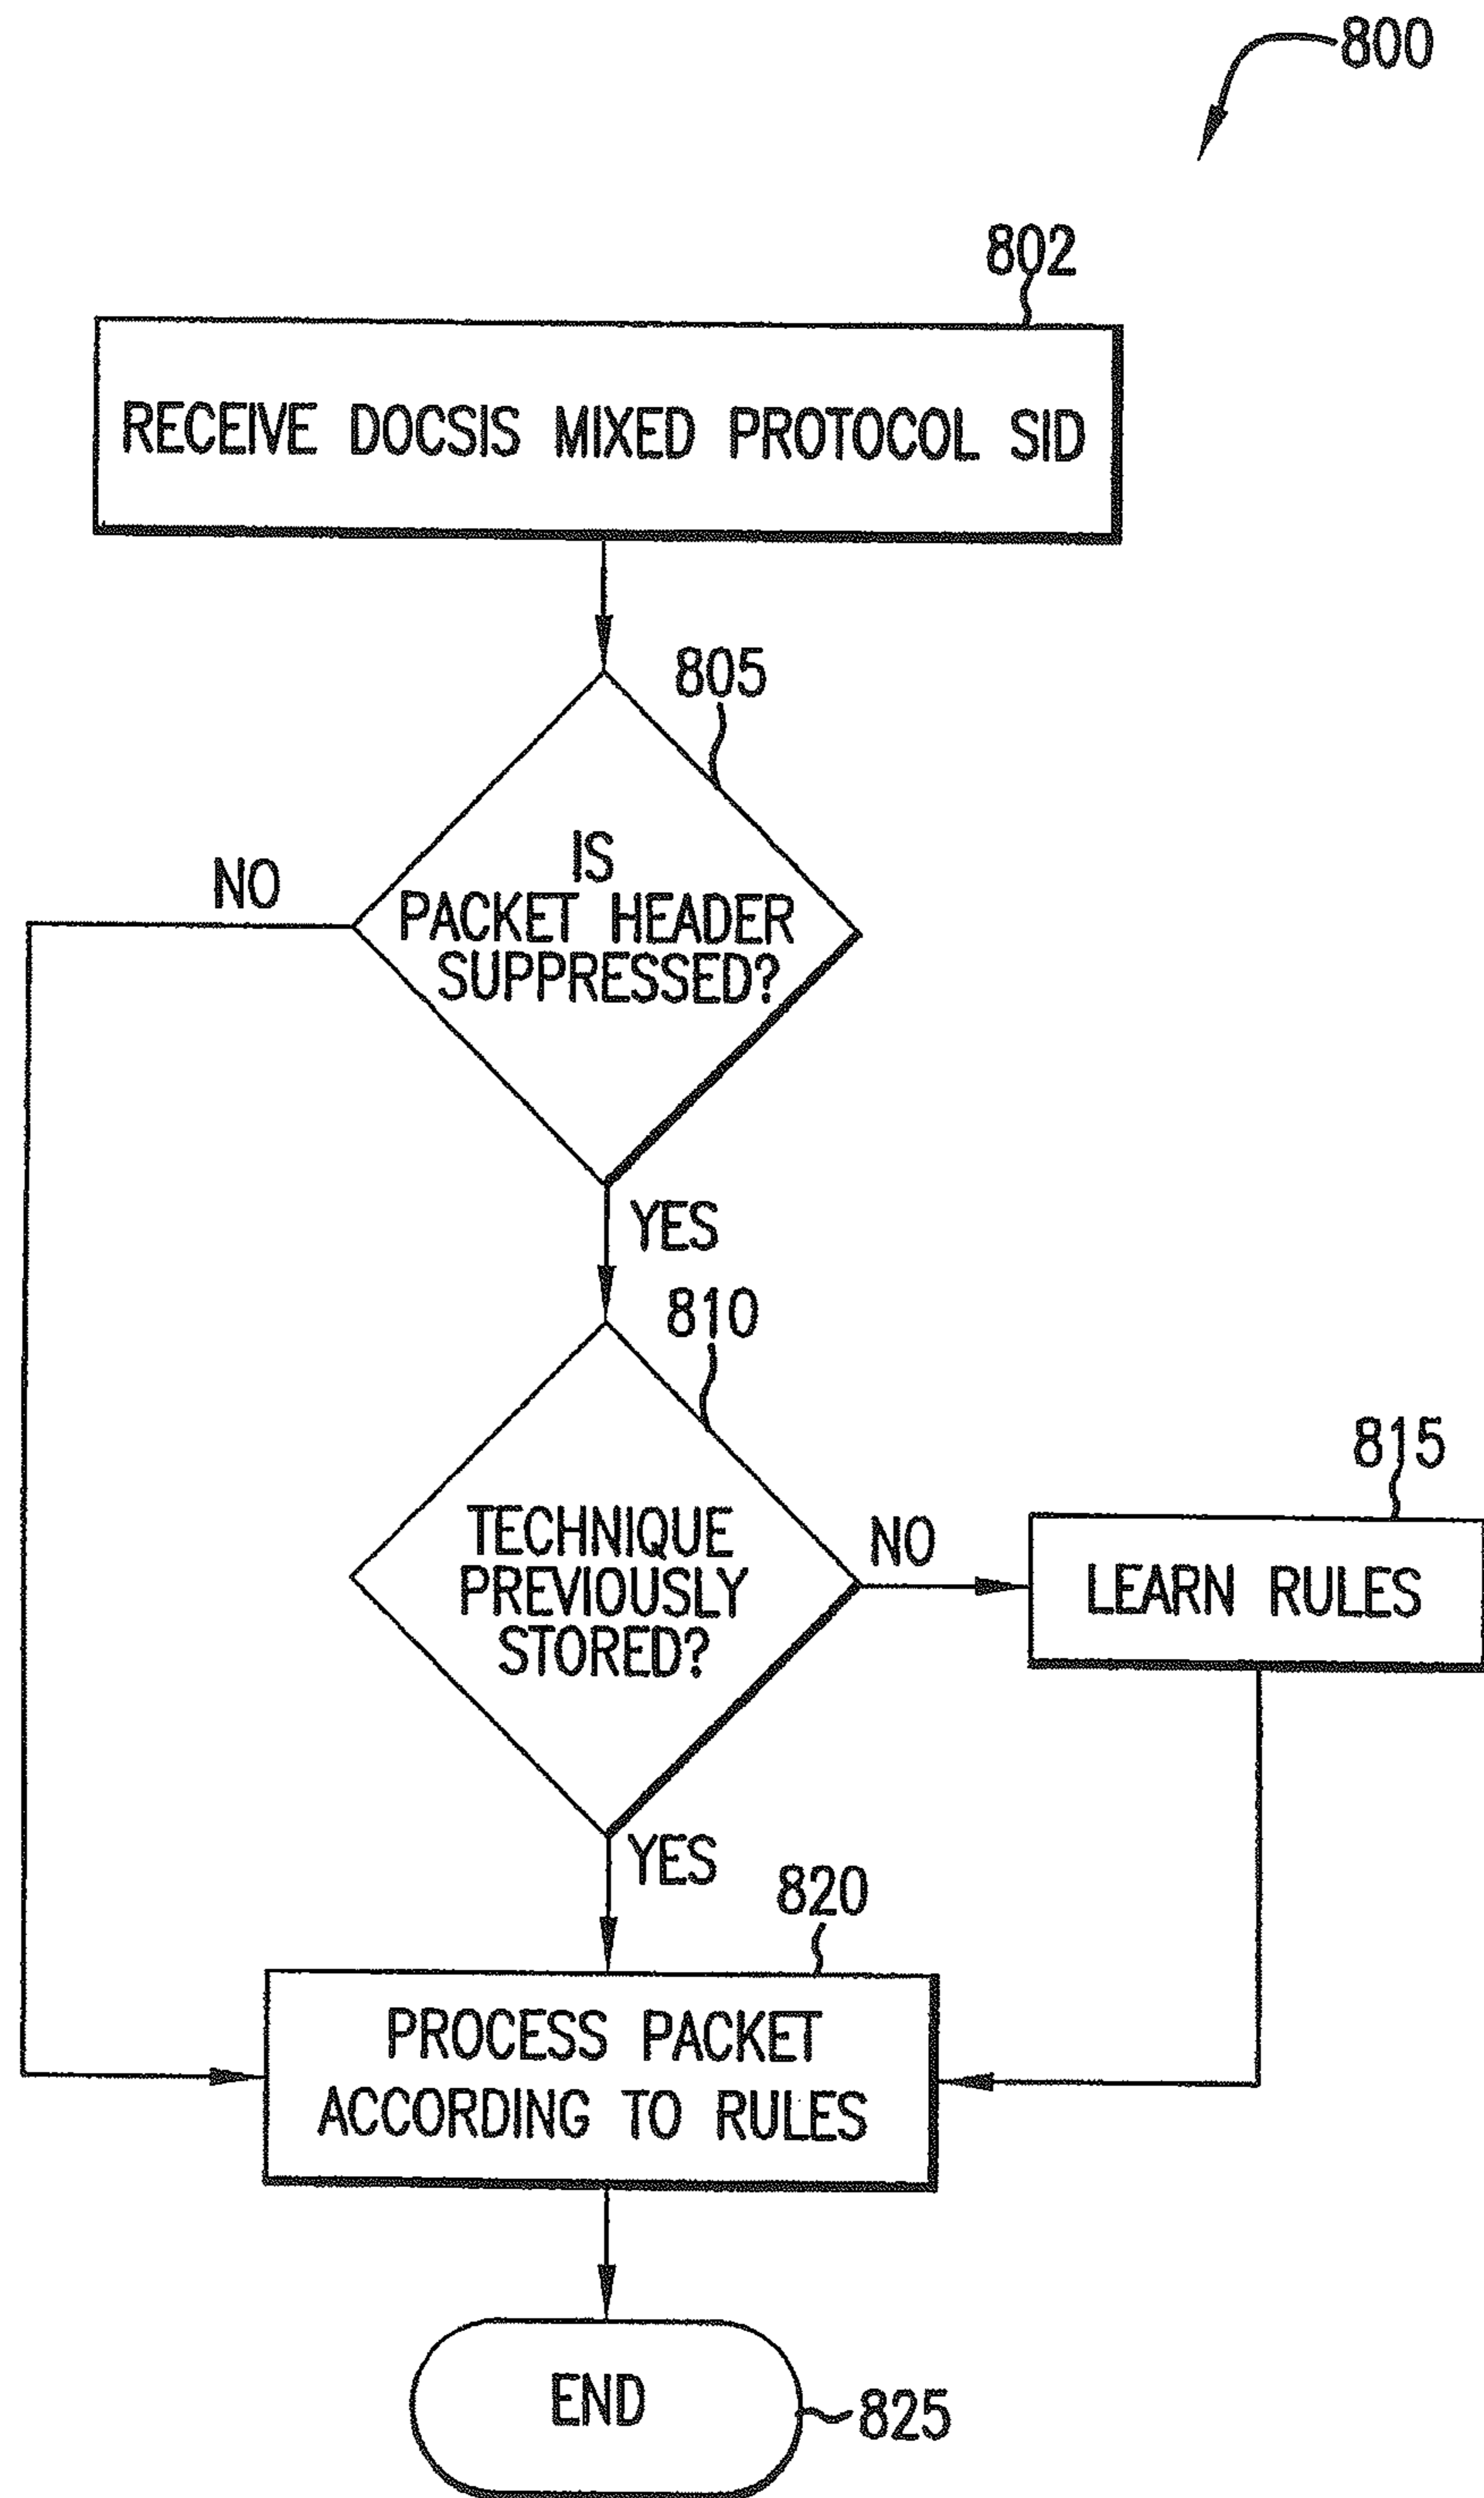 800
802
RECEIVE DOCSIS MIXED PROTOCOL SID
805
IS
PACKET HEADER
SUPPRESSED?
NO
YES
810
TECHNIQUE
PREVIOUSLY
STORED?
NO
815
LEARN RULES
YES
820
PROCESS PACKET
ACCORDING TO RULES
END
825